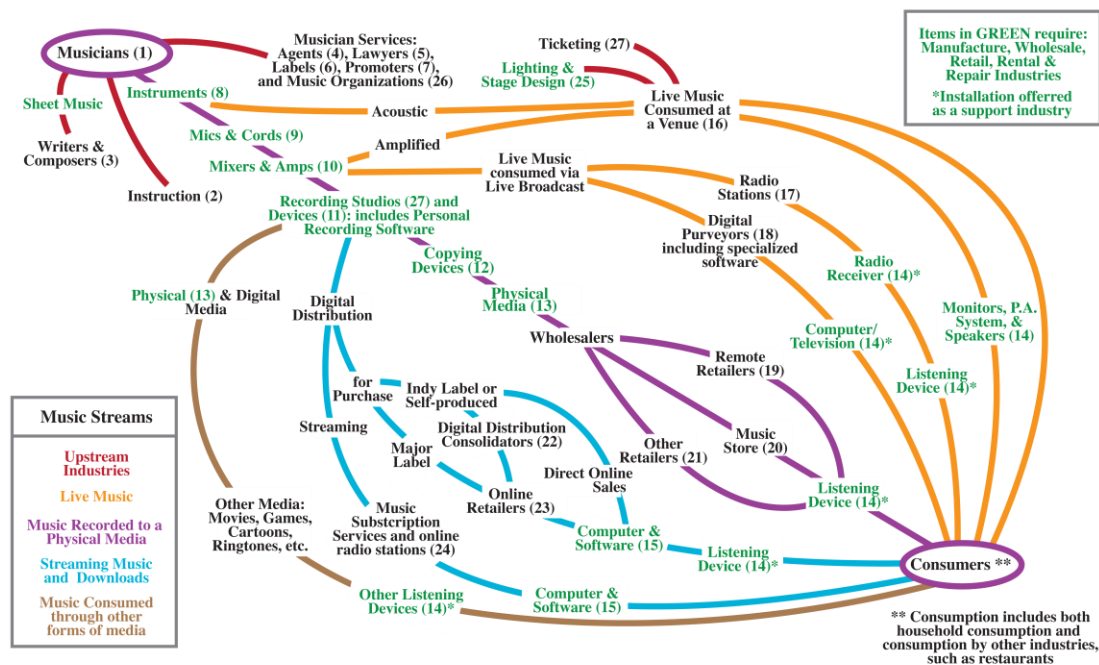 Musicians (1)
Musician Services:
Agents (4), Lawyers (5),
Labels (6), Promoters (7),
and Music Organizations (26)
Ticketing (27)
Lighting &
Stage Design (25)
Items in GREEN require:
Manufacture, Wholesale,
Retail, Rental &
Repair Industries
*Installation offerred
as a support industry
Sheet Music
Instruments (8)
Acoustic
Live Music
Consumed at
a Venue (16)
Writers &
Composers (3)
Mics & Cords (9)
Amplified
Mixers & Amps (10)
Instruction (2)
Live Music
consumed via
Live Broadcast
Radio
Stations (17)
Recording Studios (27) and
Devices (11): includes Personal
Recording Software
Digital
Purveyors (18)
including specialized
software
Copying
Devices (12)
Radio
Receiver (14)*
Physical (13) & Digital
Media
Digital
Distribution
Physical
Media (13)
Monitors, P.A.
System, &
Speakers (14)
Wholesalers
Computer/
Television (14)*
Remote
Retailers (19)
Listening
Device (14)*
for
Purchase
Indy Label or
Self-produced
Streaming
Digital Distribution
Consolidators (22)
Major
Label
Other
Retailers (21)
Music
Store (20)
Direct Online
Sales
Online
Retailers (23)
Listening
Device (14)*
Other Media:
Movies, Games,
Cartoons,
Ringtones, etc.
Music
Substcription
Services and online
radio stations (24)
Computer &
Software (15)
Listening
Device (14)*
Consumers **
Other Listening
Devices (14)*
Computer &
Software (15)
** Consumption includes both
household consumption and
consumption by other industries,
such as restaurants
Music Streams
Upstream
Industries
Live Music
Music Recorded to a
Physical Media
Streaming Music
and Downloads
Music Consumed
through other
forms of media